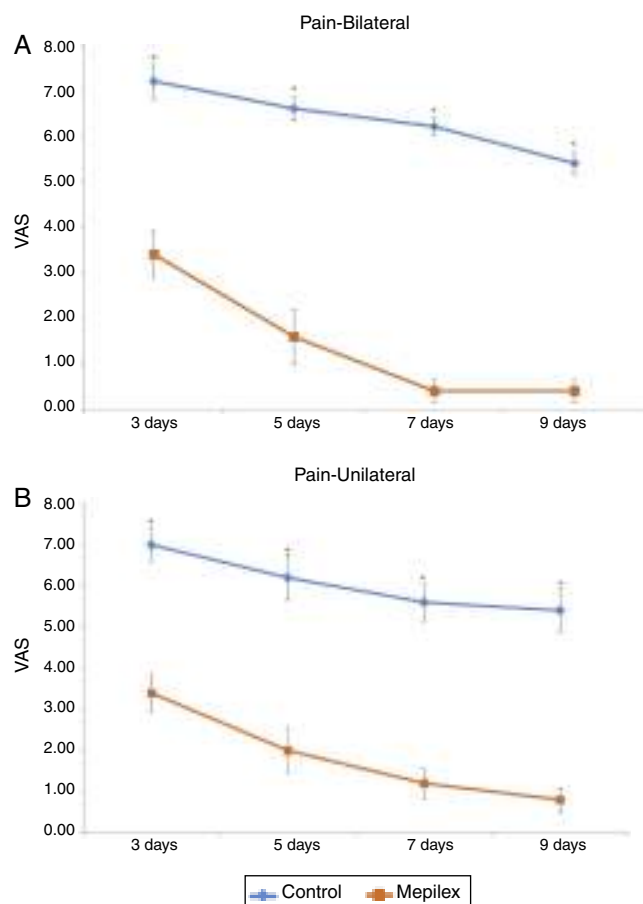 A
Pain-Bilateral
8.00
7.00
6.00
5.00
4.00
3.00
2.00
1.00
0.00
VAS
3 days 5 days 7 days 9 days
B
Pain-Unilateral
8.00
7.00
6.00
5.00
4.00
3.00
2.00
1.00
0.00
VAS
3 days 5 days 7 days 9 days
Control Mepilex